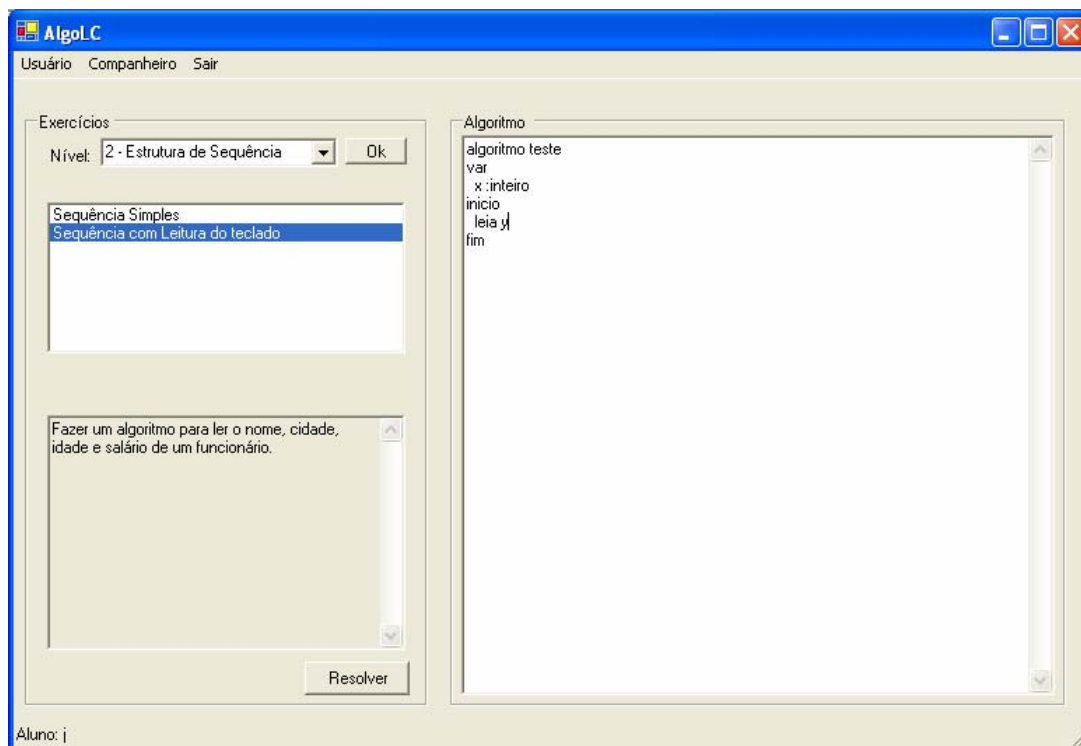 AlgoLC
Usuário Companheiro Sair
Exercícios
Nível: 2 - Estrutura de Sequência Ok
Sequência Simples
Sequência com Leitura do teclado
Fazer um algoritmo para ler o nome, cidade,
idade e salário de um funcionário.
Resolver
Algoritmo
algoritmo teste
var
x :inteiro
inicio
leia y
fim
Aluno: j